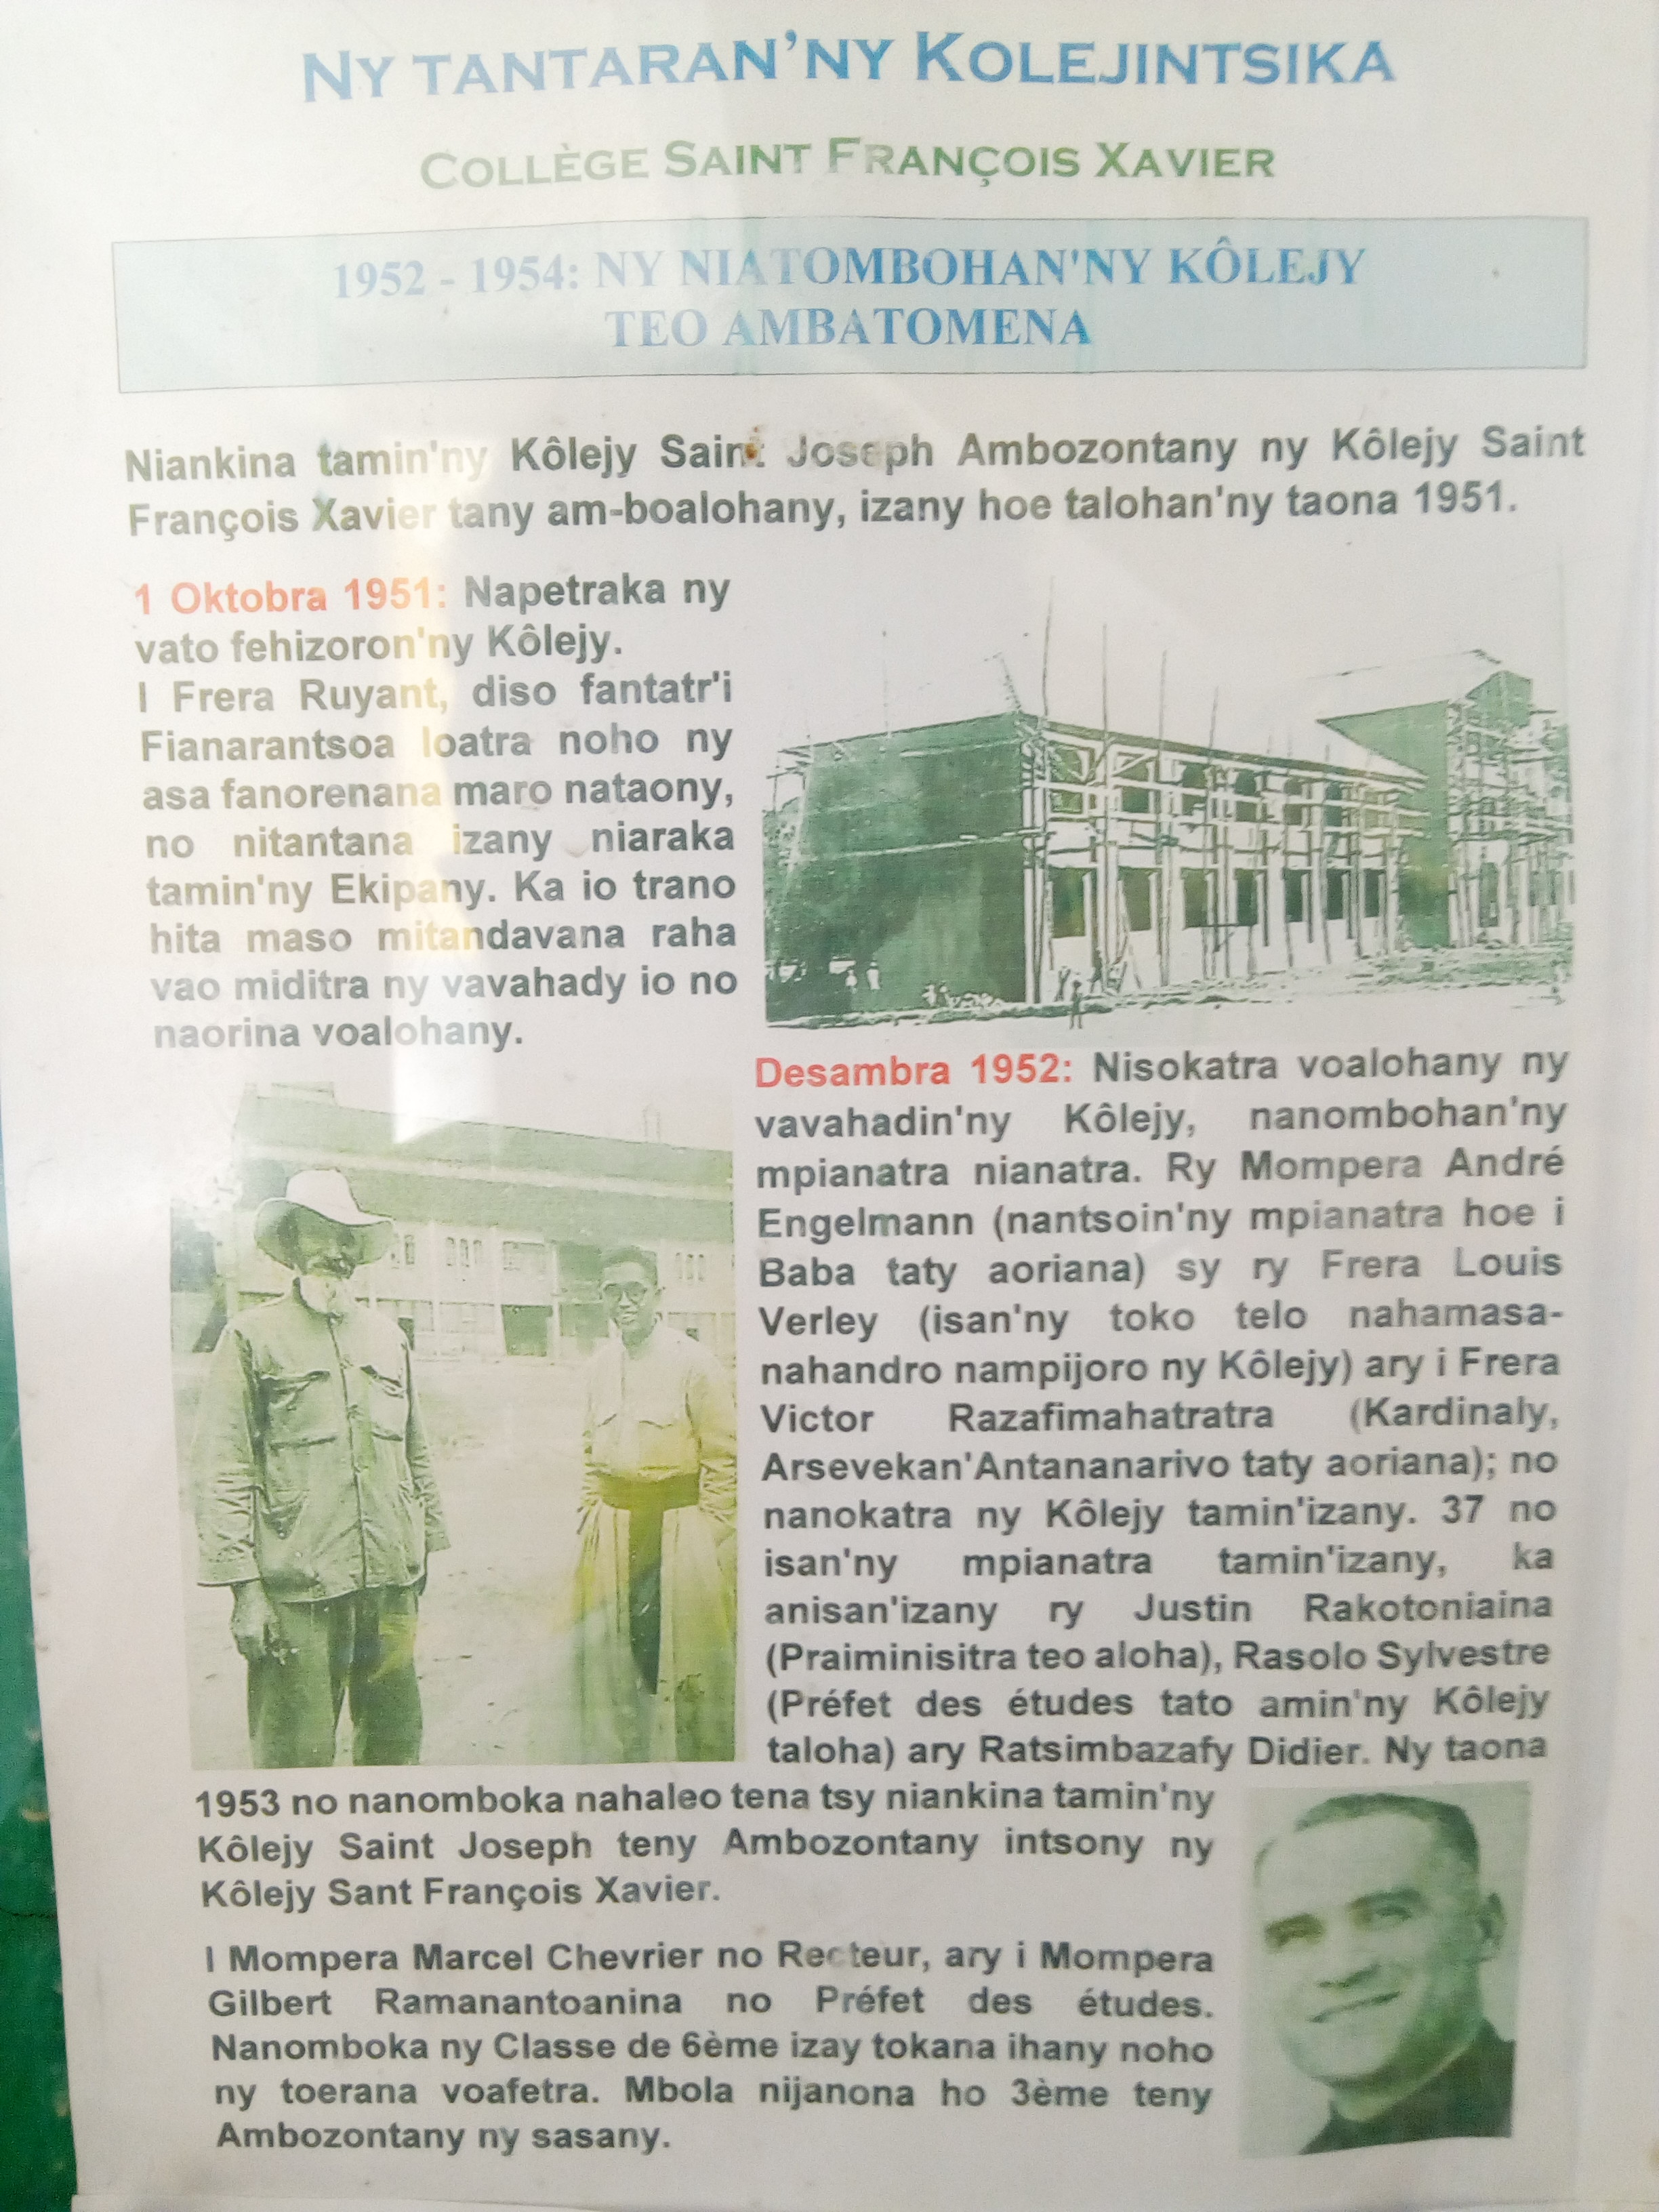 NY TANTARAN'NY KOLEJINTSIKA
COLLÈGE SAINT FRANÇOIS XAVIER
1952 - 1954: NY NIATOMBOHAN'NY KÔLEJY
TEO AMBATOMENA
Niankina tamin'ny Kôlejy Saint Joseph Ambozontany ny Kôlejy Saint
François Xavier tany am-boalohany, izany hoe talohan'ny taona 1951.
1 Oktobra 1951: Napetraka ny
vato fehizoron'ny Kôlejy.
I Frera Ruyant, diso fantatr'i
Fianarantsoa loatra noho ny
asa fanorenana maro nataony,
no nitantana izany niaraka
tamin'ny Ekipany. Ka io trano
hita maso mitandavana raha
vao miditra ny vavahady io no
naorina voalohany.
Desambra 1952: Nisokatra voalohany ny
vavahadin'ny Kôlejy, nanombohan'ny
mpianatra nianatra. Ry Mompera André
Engelmann (nantsoin'ny mpianatra hoe i
Baba taty aoriana) sy ry Frera Louis
Verley (isan'ny toko telo nahamasa-
nahandro nampijoro ny Kôlejy) ary i Frera
Victor Razafimahatratra (Kardinaly,
Arsevekan'Antananarivo taty aoriana); no
nanokatra ny Kôlejy tamin'izany. 37 no
isan'ny mpianatra tamin'izany, ka
anisan'izany ry Justin Rakotoniaina
(Praiminisitra teo aloha), Rasolo Sylvestre
(Préfet des études tato amin'ny Kôlejy
taloha) ary Ratsimbazafy Didier. Ny taona
1953 no nanomboka nahaleo tena tsy niankina tamin'ny
Kôlejy Saint Joseph teny Ambozontany intsony ny
Kôlejy Sant François Xavier.
I Mompera Marcel Chevrier no Recteur, ary i Mompera
Gilbert Ramanantoanina no Préfet des études.
Nanomboka ny Classe de 6ème izay tokana ihany noho
ny toerana voafetra. Mbola nijanona ho 3ème teny
Ambozontany ny sasany.